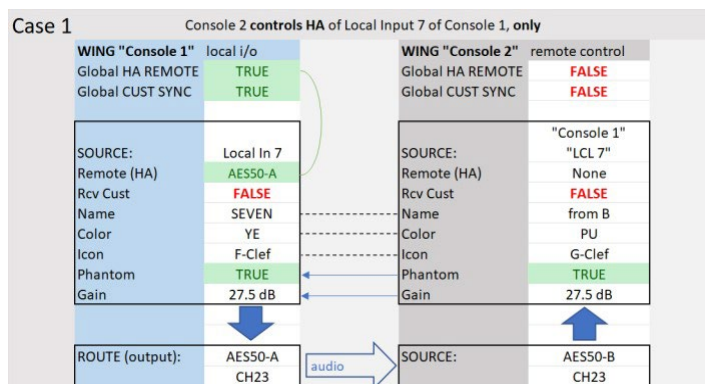 Case 1 Console 2 controls HA of Local Input 7 of Console 1, only
WING "Console 1" local i/o WING "Console 2" remote control
Global HA REMOTE TRUE Global HA REMOTE FALSE
Global CUST SYNC TRUE Global CUST SYNC FALSE
"Console 1"
SOURCE: Local In 7 SOURCE: "LCL 7"
Remote (HA) AES50-A Remote (HA) None
Rcv Cust FALSE Rcv Cust FALSE
Name SEVEN Name from B
Color YE Color PU
Icon F-Clef Icon G-Clef
Phantom TRUE Phantom TRUE
Gain 27.5 dB Gain 27.5 dB
ROUTE (output): AES50-A audio SOURCE: AES50-B
CH23 CH23